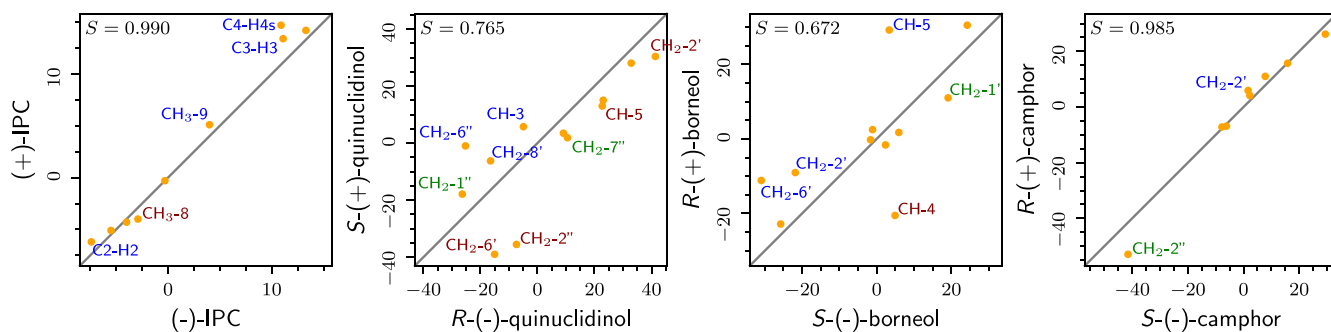 S = 0.990
C4-H4s
C3-H3
CH₃-9
CH₃-8
C2-H2
10
0
0
10
(+)-IPC
(-)-IPC
S = 0.765
CH₂-2'
CH-3
CH-5
CH₂-6''
CH₂-8'
CH₂-7''
CH₂-1''
CH₂-6'
CH₂-2''
40
20
0
−20
−40
−40
−20
0
20
40
S-(+)-quinuclidinol
R-(-)-quinuclidinol
S = 0.672
CH-5
CH₂-1'
CH₂-2'
CH₂-6'
CH-4
20
0
−20
−20
0
20
R-(+)-borneol
S-(-)-borneol
S = 0.985
CH₂-2'
CH₂-2''
20
0
−20
−40
−40
−20
0
20
R-(+)-camphor
S-(-)-camphor